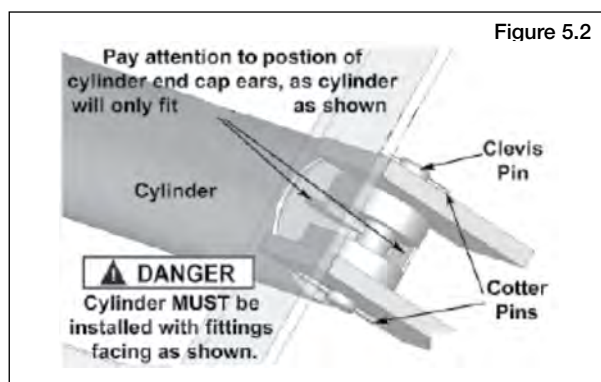 Figure 5.2
Pay attention to postion of
cylinder end cap ears, as cylinder
will only fit as shown
Clevis
Pin
Cylinder
⚠ DANGER
Cylinder MUST be
installed with fittings
facing as shown.
Cotter
Pins